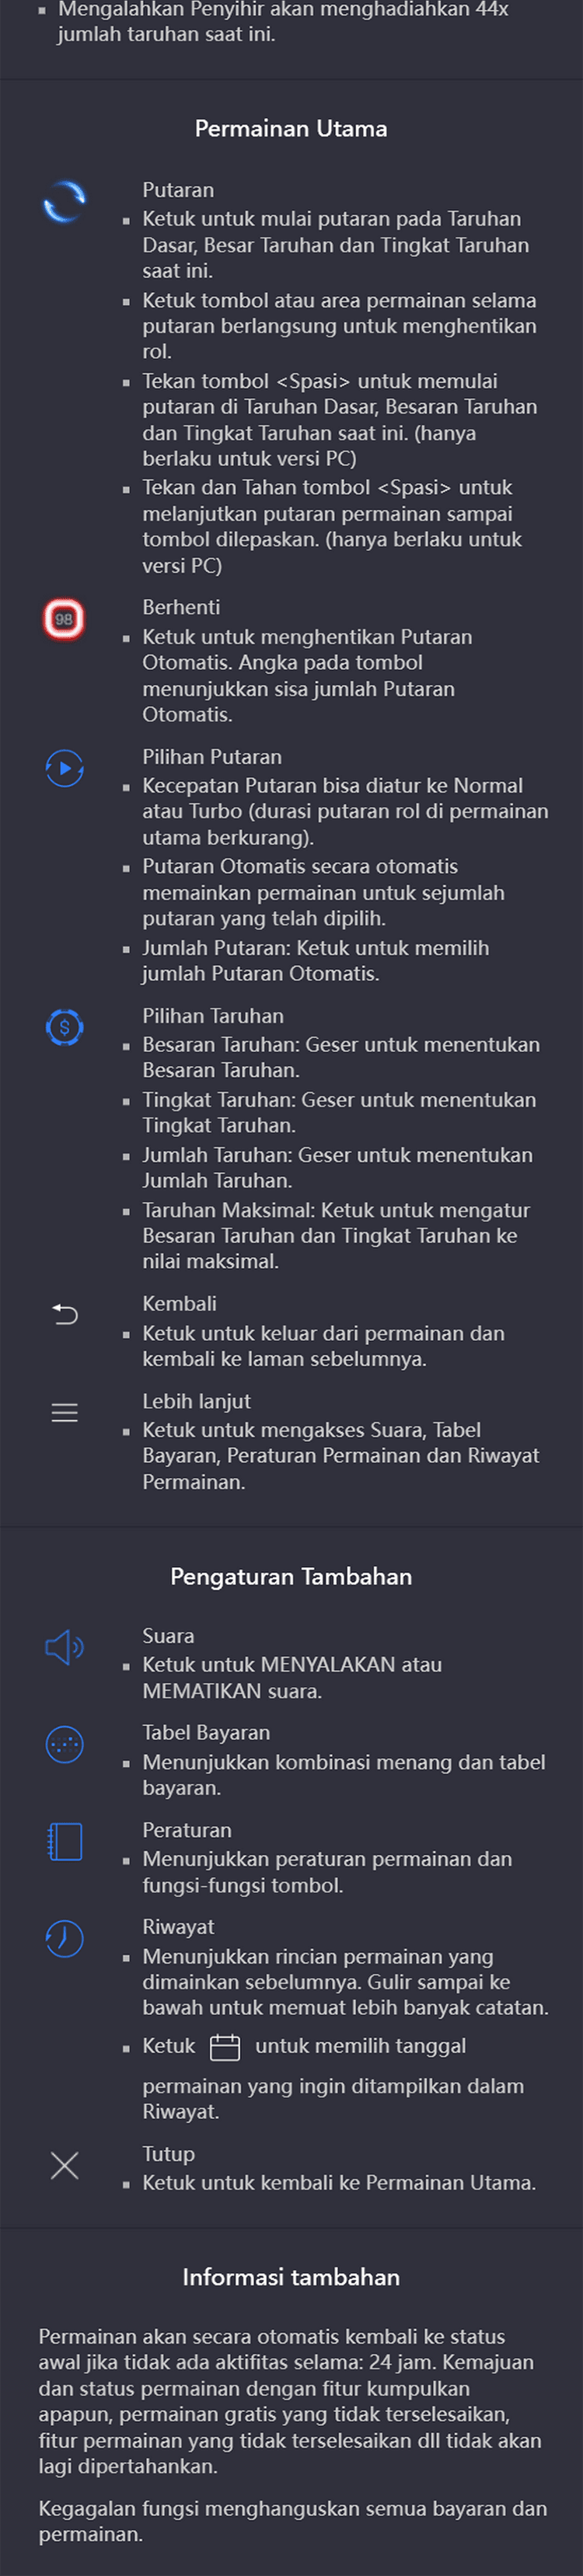 Mengalahkan Penyihir akan menghadiahkan 44x
jumlah taruhan saat ini.
Permainan Utama
Putaran
Ketuk untuk mulai putaran pada Taruhan
Dasar, Besar Taruhan dan Tingkat Taruhan
saat ini.
Ketuk tombol atau area permainan selama
putaran berlangsung untuk menghentikan
rol.
Tekan tombol <Spasi> untuk memulai
putaran di Taruhan Dasar, Besaran Taruhan
dan Tingkat Taruhan saat ini. (hanya
berlaku untuk versi PC)
Tekan dan Tahan tombol <Spasi> untuk
melanjutkan putaran permainan sampai
tombol dilepaskan. (hanya berlaku untuk
versi PC)
98
Berhenti
Ketuk untuk menghentikan Putaran
Otomatis. Angka pada tombol
menunjukkan sisa jumlah Putaran
Otomatis.
Pilihan Putaran
Kecepatan Putaran bisa diatur ke Normal
atau Turbo (durasi putaran rol di permainan
utama berkurang).
Putaran Otomatis secara otomatis
memainkan permainan untuk sejumlah
putaran yang telah dipilih.
Jumlah Putaran: Ketuk untuk memilih
jumlah Putaran Otomatis.
$
Pilihan Taruhan
Besaran Taruhan: Geser untuk menentukan
Besaran Taruhan.
Tingkat Taruhan: Geser untuk menentukan
Tingkat Taruhan.
Jumlah Taruhan: Geser untuk menentukan
Jumlah Taruhan.
Taruhan Maksimal: Ketuk untuk mengatur
Besaran Taruhan dan Tingkat Taruhan ke
nilai maksimal.
Kembali
Ketuk untuk keluar dari permainan dan
kembali ke laman sebelumnya.
Lebih lanjut
Ketuk untuk mengakses Suara, Tabel
Bayaran, Peraturan Permainan dan Riwayat
Permainan.
Pengaturan Tambahan
Suara
Ketuk untuk MENYALAKAN atau
MEMATIKAN suara.
Tabel Bayaran
Menunjukkan kombinasi menang dan tabel
bayaran.
Peraturan
Menunjukkan peraturan permainan dan
fungsi-fungsi tombol.
Riwayat
Menunjukkan rincian permainan yang
dimainkan sebelumnya. Gulir sampai ke
bawah untuk memuat lebih banyak catatan.
Ketuk untuk memilih tanggal
permainan yang ingin ditampilkan dalam
Riwayat.
Tutup
Ketuk untuk kembali ke Permainan Utama.
Informasi tambahan
Permainan akan secara otomatis kembali ke status
awal jika tidak ada aktifitas selama: 24 jam. Kemajuan
dan status permainan dengan fitur kumpulkan
apapun, permainan gratis yang tidak terselesaikan,
fitur permainan yang tidak terselesaikan dll tidak akan
lagi dipertahankan.
Kegagalan fungsi menghanguskan semua bayaran dan
permainan.